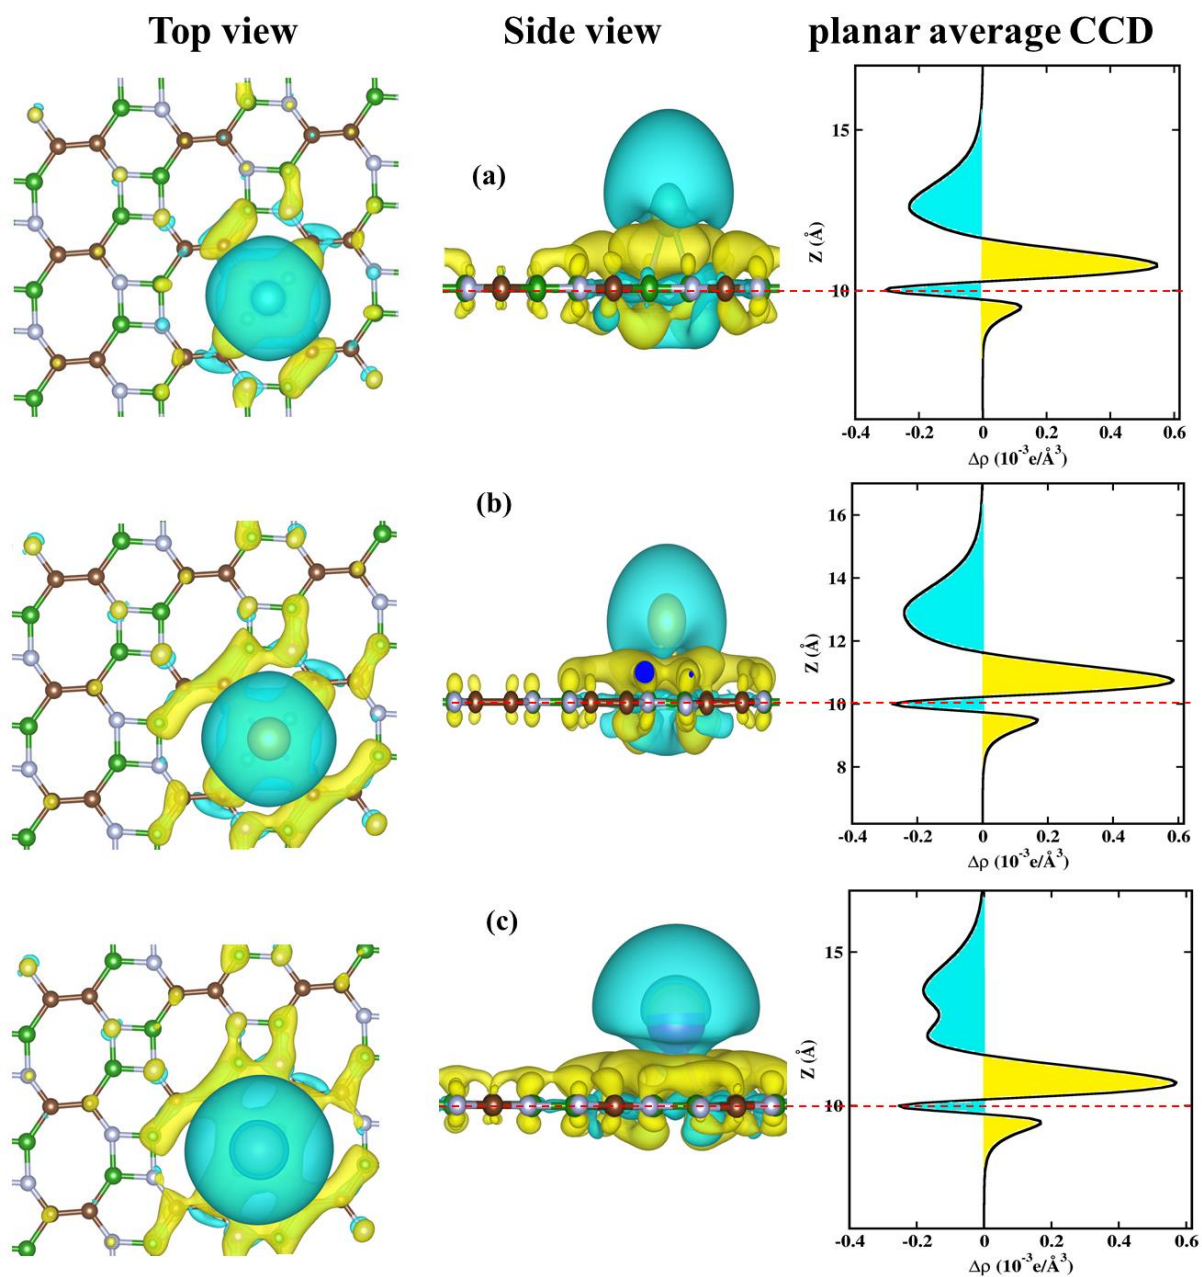 Top view Side view planar average CCD
(a)
15
10
Z (Å)
-0.4 -0.2 0 0.2 0.4 0.6
Δρ (10⁻³e/Å³)
(b)
16
14
12
10
8
Z (Å)
-0.4 -0.2 0 0.2 0.4 0.6
Δρ (10⁻³e/Å³)
(c)
15
10
Z (Å)
-0.4 -0.2 0 0.2 0.4 0.6
Δρ (10⁻³e/Å³)